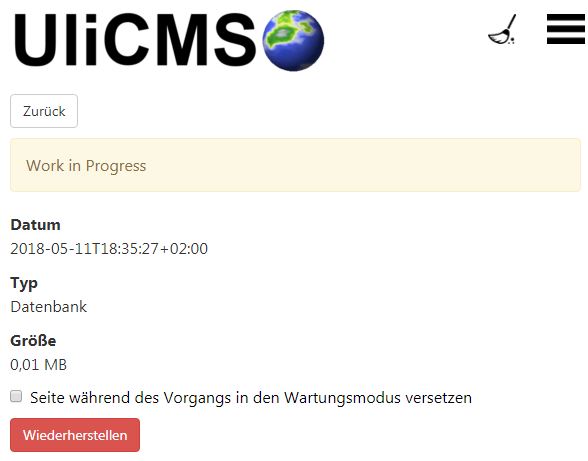 UliCMS
Zurück
Work in Progress
Datum
2018-05-11T18:35:27+02:00
Typ
Datenbank
Größe
0,01 MB
Seite während des Vorgangs in den Wartungsmodus versetzen
Wiederherstellen